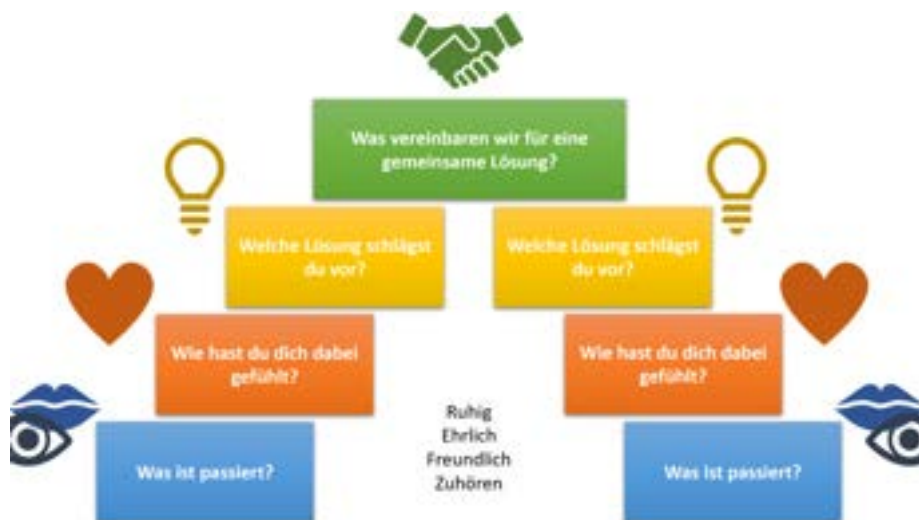 Was vereinbaren wir für eine
gemeinsame Lösung?
Welche Lösung schlägst
du vor?
Welche Lösung schlägst
du vor?
Wie hast du dich dabei
gefühlt?
Wie hast du dich dabei
gefühlt?
Ruhig
Ehrlich
Freundlich
Zuhören
Was ist passiert?
Was ist passiert?